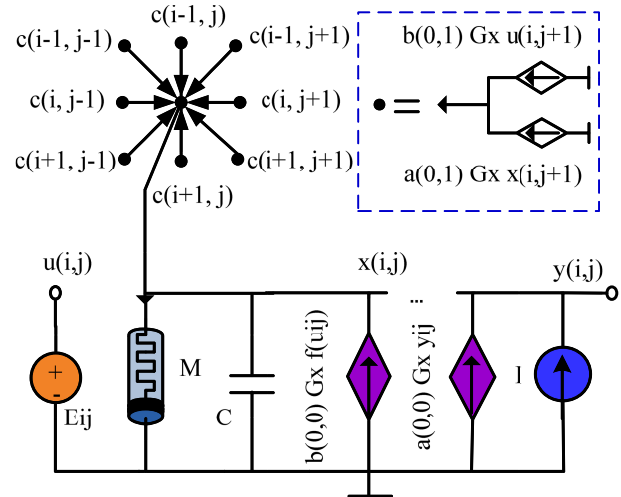 c(i-1, j)
c(i-1, j-1)
c(i-1, j+1)
c(i, j-1)
c(i, j+1)
c(i+1, j-1)
c(i+1, j+1)
c(i+1, j)
b(0,1) Gx u(i,j+1)
=
a(0,1) Gx x(i,j+1)
u(i,j)
x(i,j)
...
y(i,j)
+
-
Eij
M
C
b(0,0) Gx f(uij)
a(0,0) Gx yij
I